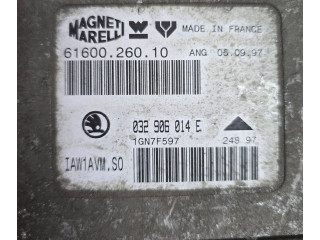 MAGNETI MARELLI
MADE IN FRANCE
61600.260.10 ANG 05.09.97
032 906 014 E
1GN7F597 248 97
IAW1AVM.SO